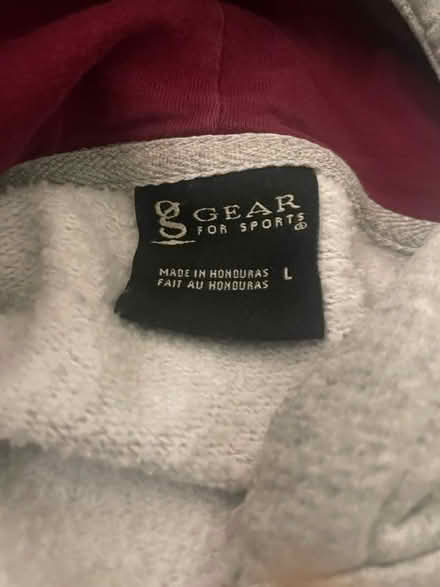 g GEAR
FOR SPORTS®
MADE IN HONDURAS L
FAIT AU HONDURAS